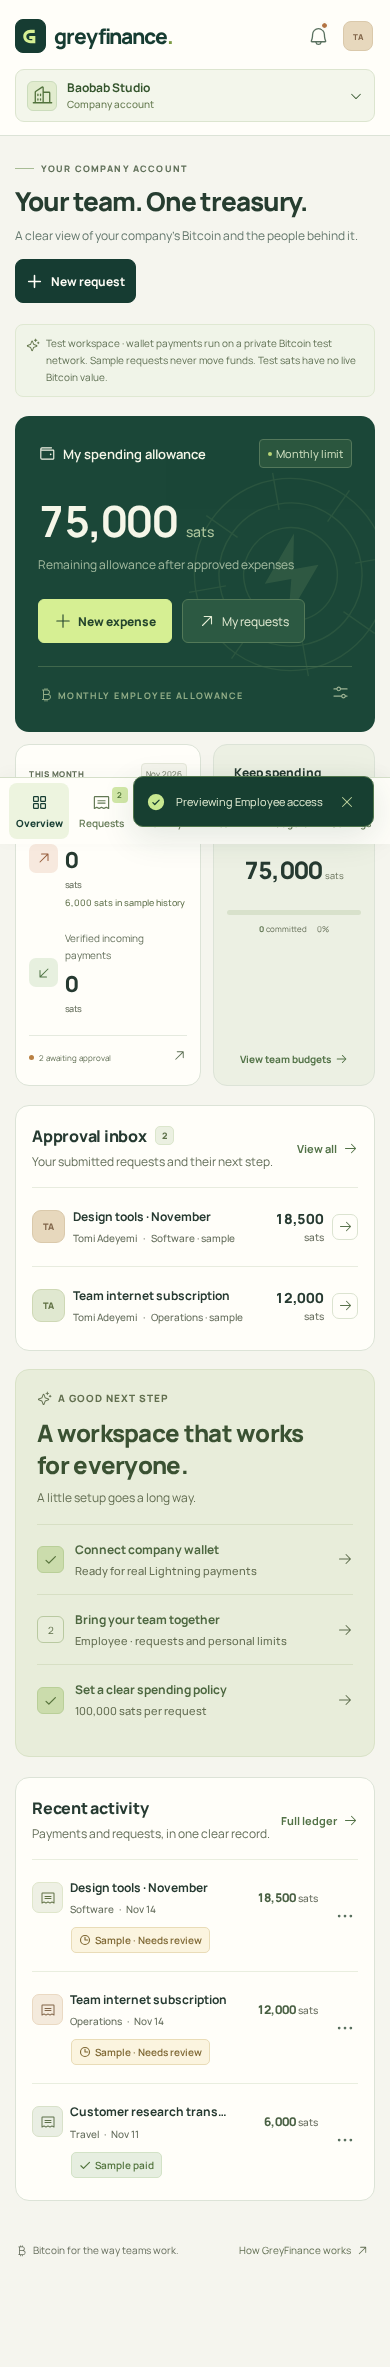 G greyfinance.
TA
Baobab Studio
Company account
YOUR COMPANY ACCOUNT
Your team. One treasury.
A clear view of your company's Bitcoin and the people behind it.
New request
Test workspace · wallet payments run on a private Bitcoin test
network. Sample requests never move funds. Test sats have no live
Bitcoin value.
My spending allowance
Monthly limit
75,000 sats
Remaining allowance after approved expenses
New expense
My requests
MONTHLY EMPLOYEE ALLOWANCE
THIS MONTH
Nov 2026
Keep spending
Overview
Requests
2
Previewing Employee access
0
sats
6,000 sats in sample history
Verified incoming
payments
0
sats
2 awaiting approval
75,000 sats
0 committed 0%
View team budgets
Approval inbox 2
Your submitted requests and their next step.
View all
TA
Design tools · November
Tomi Adeyemi · Software · sample
18,500
sats
TA
Team internet subscription
Tomi Adeyemi · Operations · sample
12,000
sats
A GOOD NEXT STEP
A workspace that works
for everyone.
A little setup goes a long way.
Connect company wallet
Ready for real Lightning payments
2
Bring your team together
Employee · requests and personal limits
Set a clear spending policy
100,000 sats per request
Recent activity
Payments and requests, in one clear record.
Full ledger
Design tools · November
Software · Nov 14
Sample · Needs review
18,500 sats
Team internet subscription
Operations · Nov 14
Sample · Needs review
12,000 sats
Customer research trans...
Travel · Nov 11
Sample paid
6,000 sats
Bitcoin for the way teams work.
How GreyFinance works